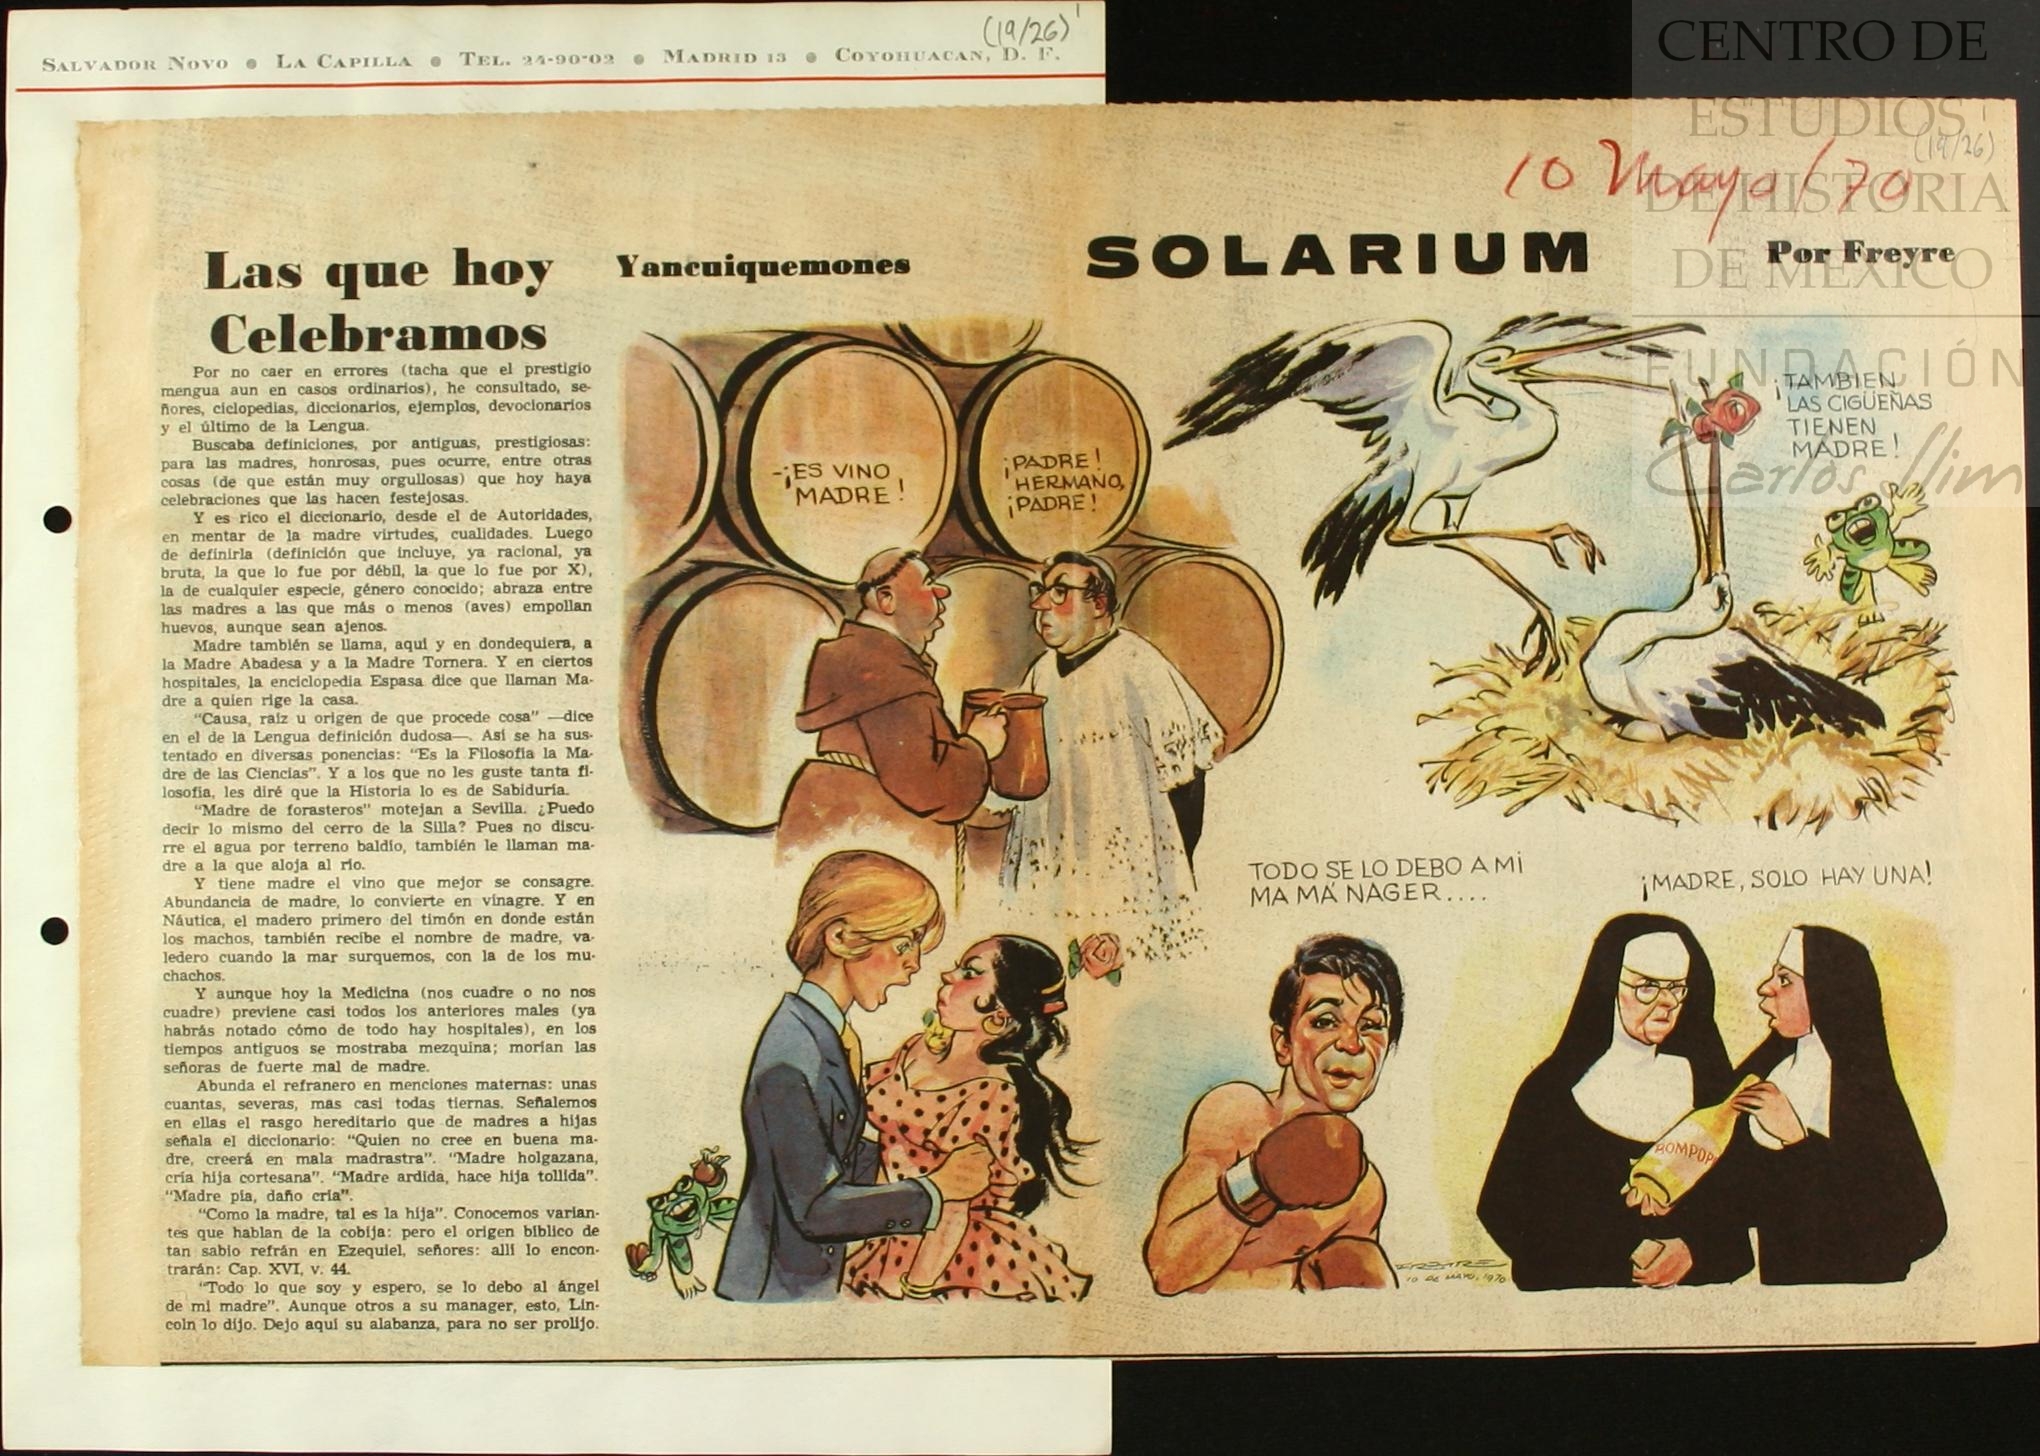 (19/26) 1
SALVADOR NOVO ● LA CAPILLA ● TEL. 24-90-02 ● MADRID 13 ● COYOHUACAN, D. F.
CENTRO DE
ESTUDIOS
DE HISTORIA
DE MÉXICO
FUNDACIÓN
Carlos Slim
(19/26) 1
10 Mayo/70
Las que hoy
Celebramos
Yancuiquemones
SOLARIUM
Por Freyre
Por no caer en errores (tacha que el prestigio
mengua aun en casos ordinarios), he consultado, se-
ñores, ciclopedias, diccionarios, ejemplos, devocionarios
y el último de la Lengua.
Buscaba definiciones, por antiguas, prestigiosas:
para las madres, honrosas, pues ocurre, entre otras
cosas (de que están muy orgullosas) que hoy haya
celebraciones que las hacen festejosas.
Y es rico el diccionario, desde el de Autoridades,
en mentar de la madre virtudes, cualidades. Luego
de definirla (definición que incluye, ya racional, ya
bruta, la que lo fue por débil, la que lo fue por X),
la de cualquier especie, género conocido; abraza entre
las madres a las que más o menos (aves) empollan
huevos, aunque sean ajenos.
Madre también se llama, aquí y en dondequiera, a
la Madre Abadesa y a la Madre Tornera. Y en ciertos
hospitales, la enciclopedia Espasa dice que llaman Ma-
dre a quien rige la casa.
"Causa, raíz u origen de que procede cosa" —dice
en el de la Lengua definición dudosa—. Así se ha sus-
tentado en diversas ponencias: "Es la Filosofía la Ma-
dre de las Ciencias". Y a los que no les guste tanta fi-
losofía, les diré que la Historia lo es de Sabiduría.
"Madre de forasteros" motejan a Sevilla. ¿Puedo
decir lo mismo del cerro de la Silla? Pues no discu-
rre el agua por terreno baldío, también le llaman ma-
dre a la que aloja al río.
Y tiene madre el vino que mejor se consagre.
Abundancia de madre, lo convierte en vinagre. Y en
Náutica, el madero primero del timón en donde están
los machos, también recibe el nombre de madre, va-
ledero cuando la mar surquemos, con la de los mu-
chachos.
Y aunque hoy la Medicina (nos cuadre o no nos
cuadre) previene casi todos los anteriores males (ya
habrás notado cómo de todo hay hospitales), en los
tiempos antiguos se mostraba mezquina; morían las
señoras de fuerte mal de madre.
Abunda el refranero en menciones maternas: unas
cuantas, severas, mas casi todas tiernas. Señalemos
en ellas el rasgo hereditario que de madres a hijas
señala el diccionario: "Quien no cree en buena ma-
dre, creerá en mala madrastra". "Madre holgazana,
cría hija cortesana". "Madre ardida, hace hija tollida".
"Madre pía, daño cría".
"Como la madre, tal es la hija". Conocemos varian-
tes que hablan de la cobija: pero el origen bíblico de
tan sabio refrán en Ezequiel, señores: allí lo encon-
trarán: Cap. XVI, v. 44.
"Todo lo que soy y espero, se lo debo al ángel
de mi madre". Aunque otros a su manager, esto, Lin-
coln lo dijo. Dejo aquí su alabanza, para no ser prolijo.
-¡ES VINO
MADRE!
¡PADRE!
HERMANO,
¡PADRE!
¡TAMBIEN
LAS CIGÜEÑAS
TIENEN
MADRE!
TODO SE LO DEBO A MI
MAMÁ NAGER....
¡MADRE, SOLO HAY UNA!
ROMPOPE
FREYRE
10 DE MAYO, 1970